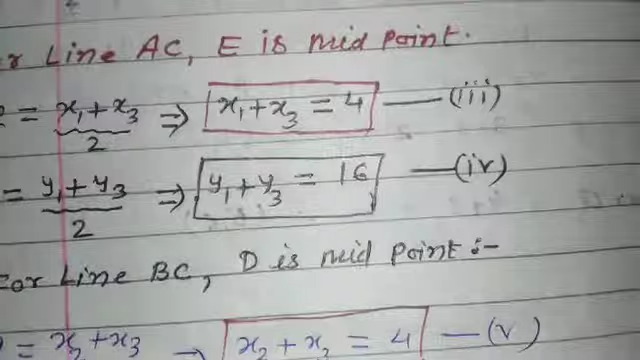 r Line AC, E is mid point.
= x₁+x₃/2 ⇒ x₁+x₃ = 4 — (iii)
= y₁+y₃/2 ⇒ y₁+y₃ = 16 — (iv)
For Line BC, D is mid point :-
= x₂+x₃ ⇒ x₂+x₃ = 4 — (v)